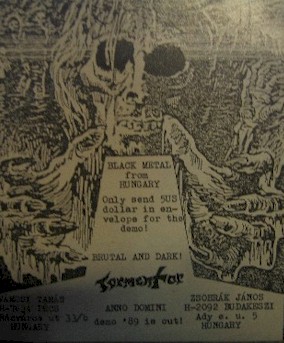 BLACK METAL
from
HUNGARY
Only send 5US
dollar in en-
velope for the
demo!
BRUTAL AND DARK!
TORMENTOR
ANNO DOMINI
demo '89 is out!
HUNGARY
ZSOBRÁK JÁNOS
H-2092 BUDAKESZI
Ady e. u. 5
HUNGARY